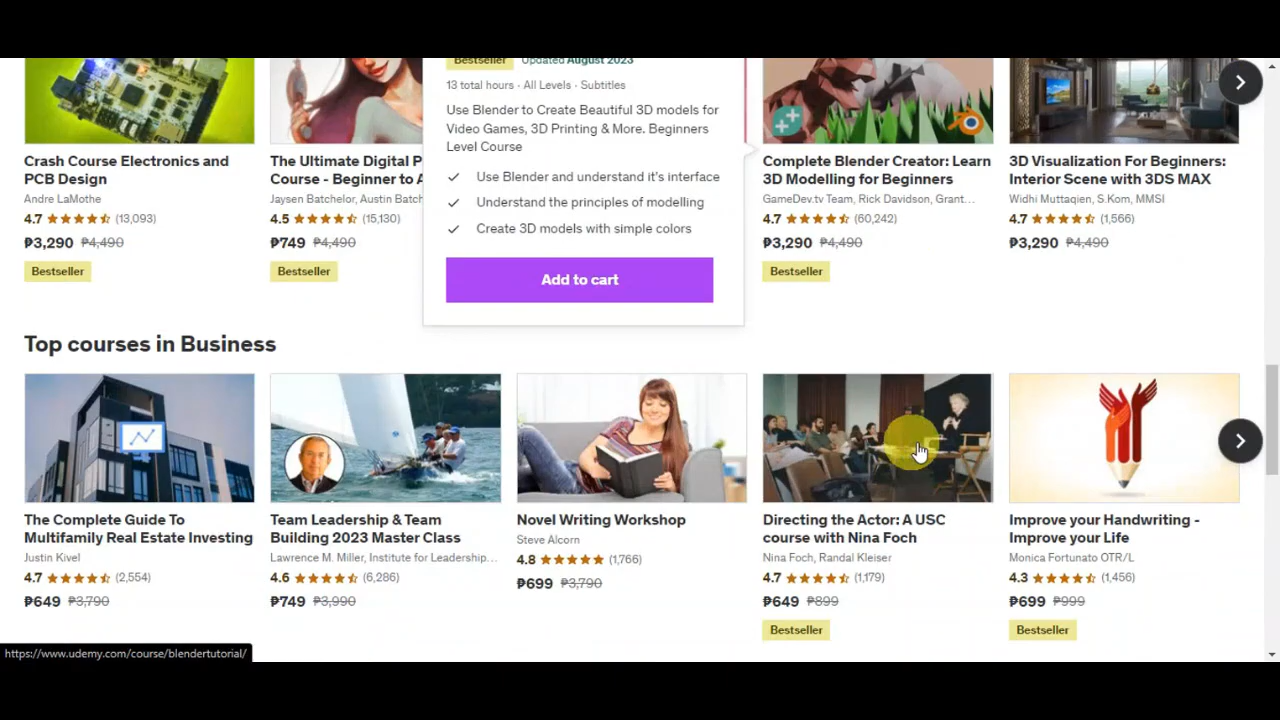 Bestseller Updated August 2023
13 total hours · All Levels · Subtitles
Use Blender to Create Beautiful 3D models for
Video Games, 3D Printing & More. Beginners
Level Course
Use Blender and understand it's interface
Understand the principles of modelling
Create 3D models with simple colors
Add to cart
Crash Course Electronics and
PCB Design
Andre LaMothe
4.7 (13,093)
₱3,290 ₱4,490
Bestseller
The Ultimate Digital P
Course - Beginner to A
Jaysen Batchelor, Austin Batch
4.5 (15,130)
₱749 ₱4,490
Bestseller
Complete Blender Creator: Learn
3D Modelling for Beginners
GameDev.tv Team, Rick Davidson, Grant…
4.7 (60,242)
₱3,290 ₱4,490
Bestseller
3D Visualization For Beginners:
Interior Scene with 3DS MAX
Widhi Muttaqien, S.Kom, MMSI
4.7 (1,566)
₱3,290 ₱4,490
Top courses in Business
The Complete Guide To
Multifamily Real Estate Investing
Justin Kivel
4.7 (2,554)
₱649 ₱3,790
Team Leadership & Team
Building 2023 Master Class
Lawrence M. Miller, Institute for Leadership…
4.6 (6,286)
₱749 ₱3,990
Novel Writing Workshop
Steve Alcorn
4.8 (1,766)
₱699 ₱3,790
Directing the Actor: A USC
course with Nina Foch
Nina Foch, Randal Kleiser
4.7 (1,179)
₱649 ₱899
Bestseller
Improve your Handwriting -
Improve your Life
Monica Fortunato OTR/L
4.3 (1,456)
₱699 ₱999
Bestseller
https://www.udemy.com/course/blendertutorial/